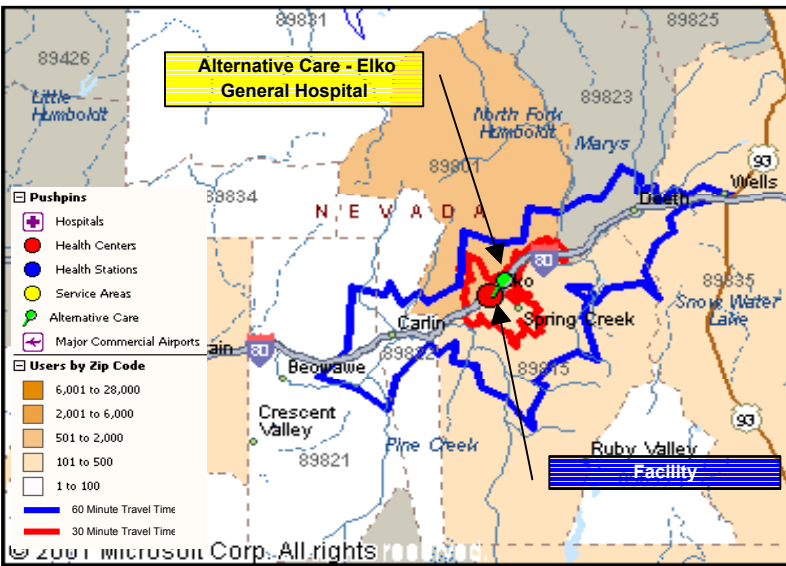 89831
89825
89426
Alternative Care - Elko
General Hospital
Little
Humboldt
89823
North Fork
Humboldt
Marys
93
89901
Wells
Pushpins
89834
Deeth
N E V A D A
Hospitals
Health Centers
80
Health Stations
89835
Service Areas
Snow Water
Lake
Alternative Care
Spring Creek
Major Commercial Airports
Carlin
80
89822
Users by Zip Code
Beowawe
89815
6,001 to 28,000
2,001 to 6,000
501 to 2,000
Crescent
Valley
93
101 to 500
Pine Creek
Ruby Valley
89821
1 to 100
Facility
60 Minute Travel Time
30 Minute Travel Time
© 2001 Microsoft Corp. All rights